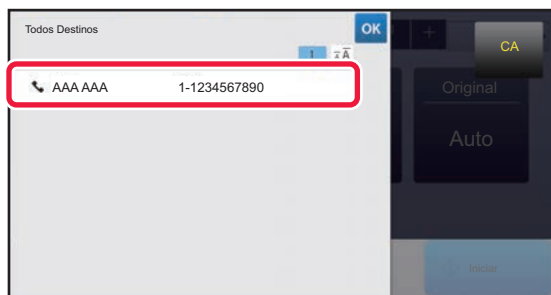 Todos Destinos
OK
CA
1
AAA AAA 1-1234567890
Original
Auto
Iniciar